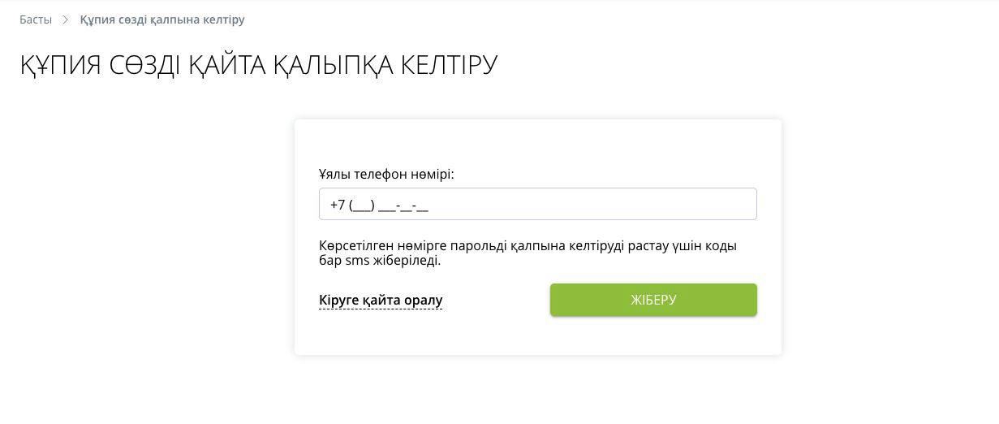 Басты > Құпия сөзді қалпына келтіру
ҚҰПИЯ СӨЗДІ ҚАЙТА ҚАЛЫПҚА КЕЛТІРУ
Ұялы телефон нөмірі:
+7 (___) ___-__-__
Көрсетілген нөмірге парольді қалпына келтіруді растау үшін коды
бар sms жіберіледі.
Кіруге қайта оралу
ЖІБЕРУ